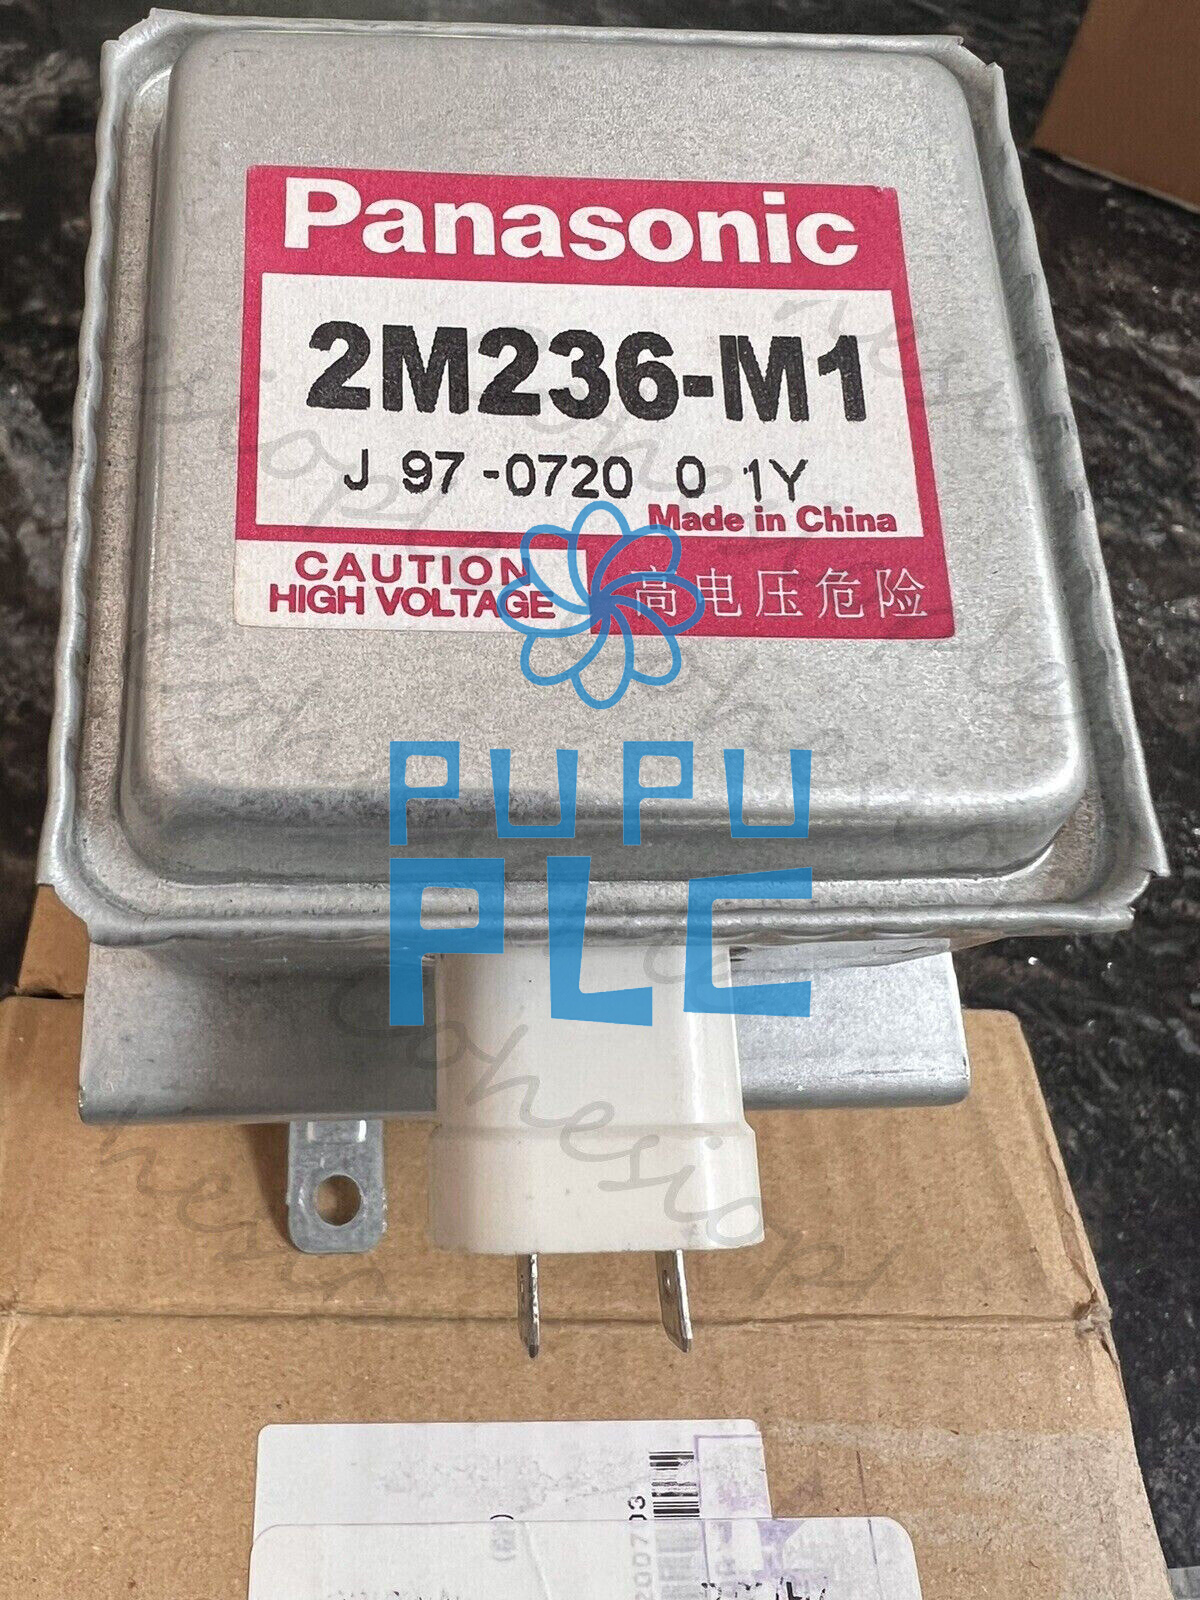 Panasonic
2M236-M1
J 97-0720 0 1Y
Made in China
CAUTION
HIGH VOLTAGE
高电压危险
PUPU
PLC